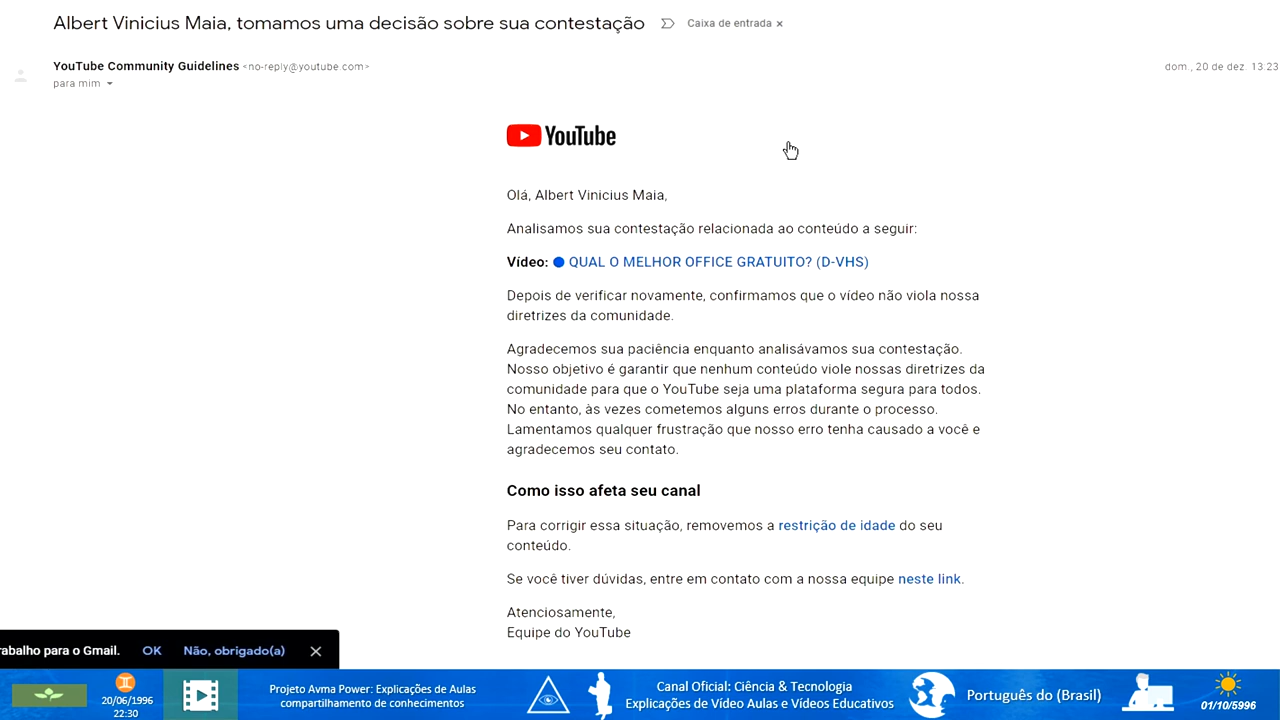 Albert Vinicius Maia, tomamos uma decisão sobre sua contestação
Caixa de entrada ×
YouTube Community Guidelines <no-reply@youtube.com>
dom., 20 de dez. 13:23
para mim
YouTube
Olá, Albert Vinicius Maia,
Analisamos sua contestação relacionada ao conteúdo a seguir:
Vídeo: 🔵 QUAL O MELHOR OFFICE GRATUITO? (D-VHS)
Depois de verificar novamente, confirmamos que o vídeo não viola nossa
diretrizes da comunidade.
Agradecemos sua paciência enquanto analisávamos sua contestação.
Nosso objetivo é garantir que nenhum conteúdo viole nossas diretrizes da
comunidade para que o YouTube seja uma plataforma segura para todos.
No entanto, às vezes cometemos alguns erros durante o processo.
Lamentamos qualquer frustração que nosso erro tenha causado a você e
agradecemos seu contato.
Como isso afeta seu canal
Para corrigir essa situação, removemos a restrição de idade do seu
conteúdo.
Se você tiver dúvidas, entre em contato com a nossa equipe neste link.
Atenciosamente,
Equipe do YouTube
rabalho para o Gmail. OK Não, obrigado(a)
20/06/1996
22:30
Projeto Avma Power: Explicações de Aulas
compartilhamento de conhecimentos
Canal Oficial: Ciência & Tecnologia
Explicações de Vídeo Aulas e Vídeos Educativos
Português do (Brasil)
01/10/5996